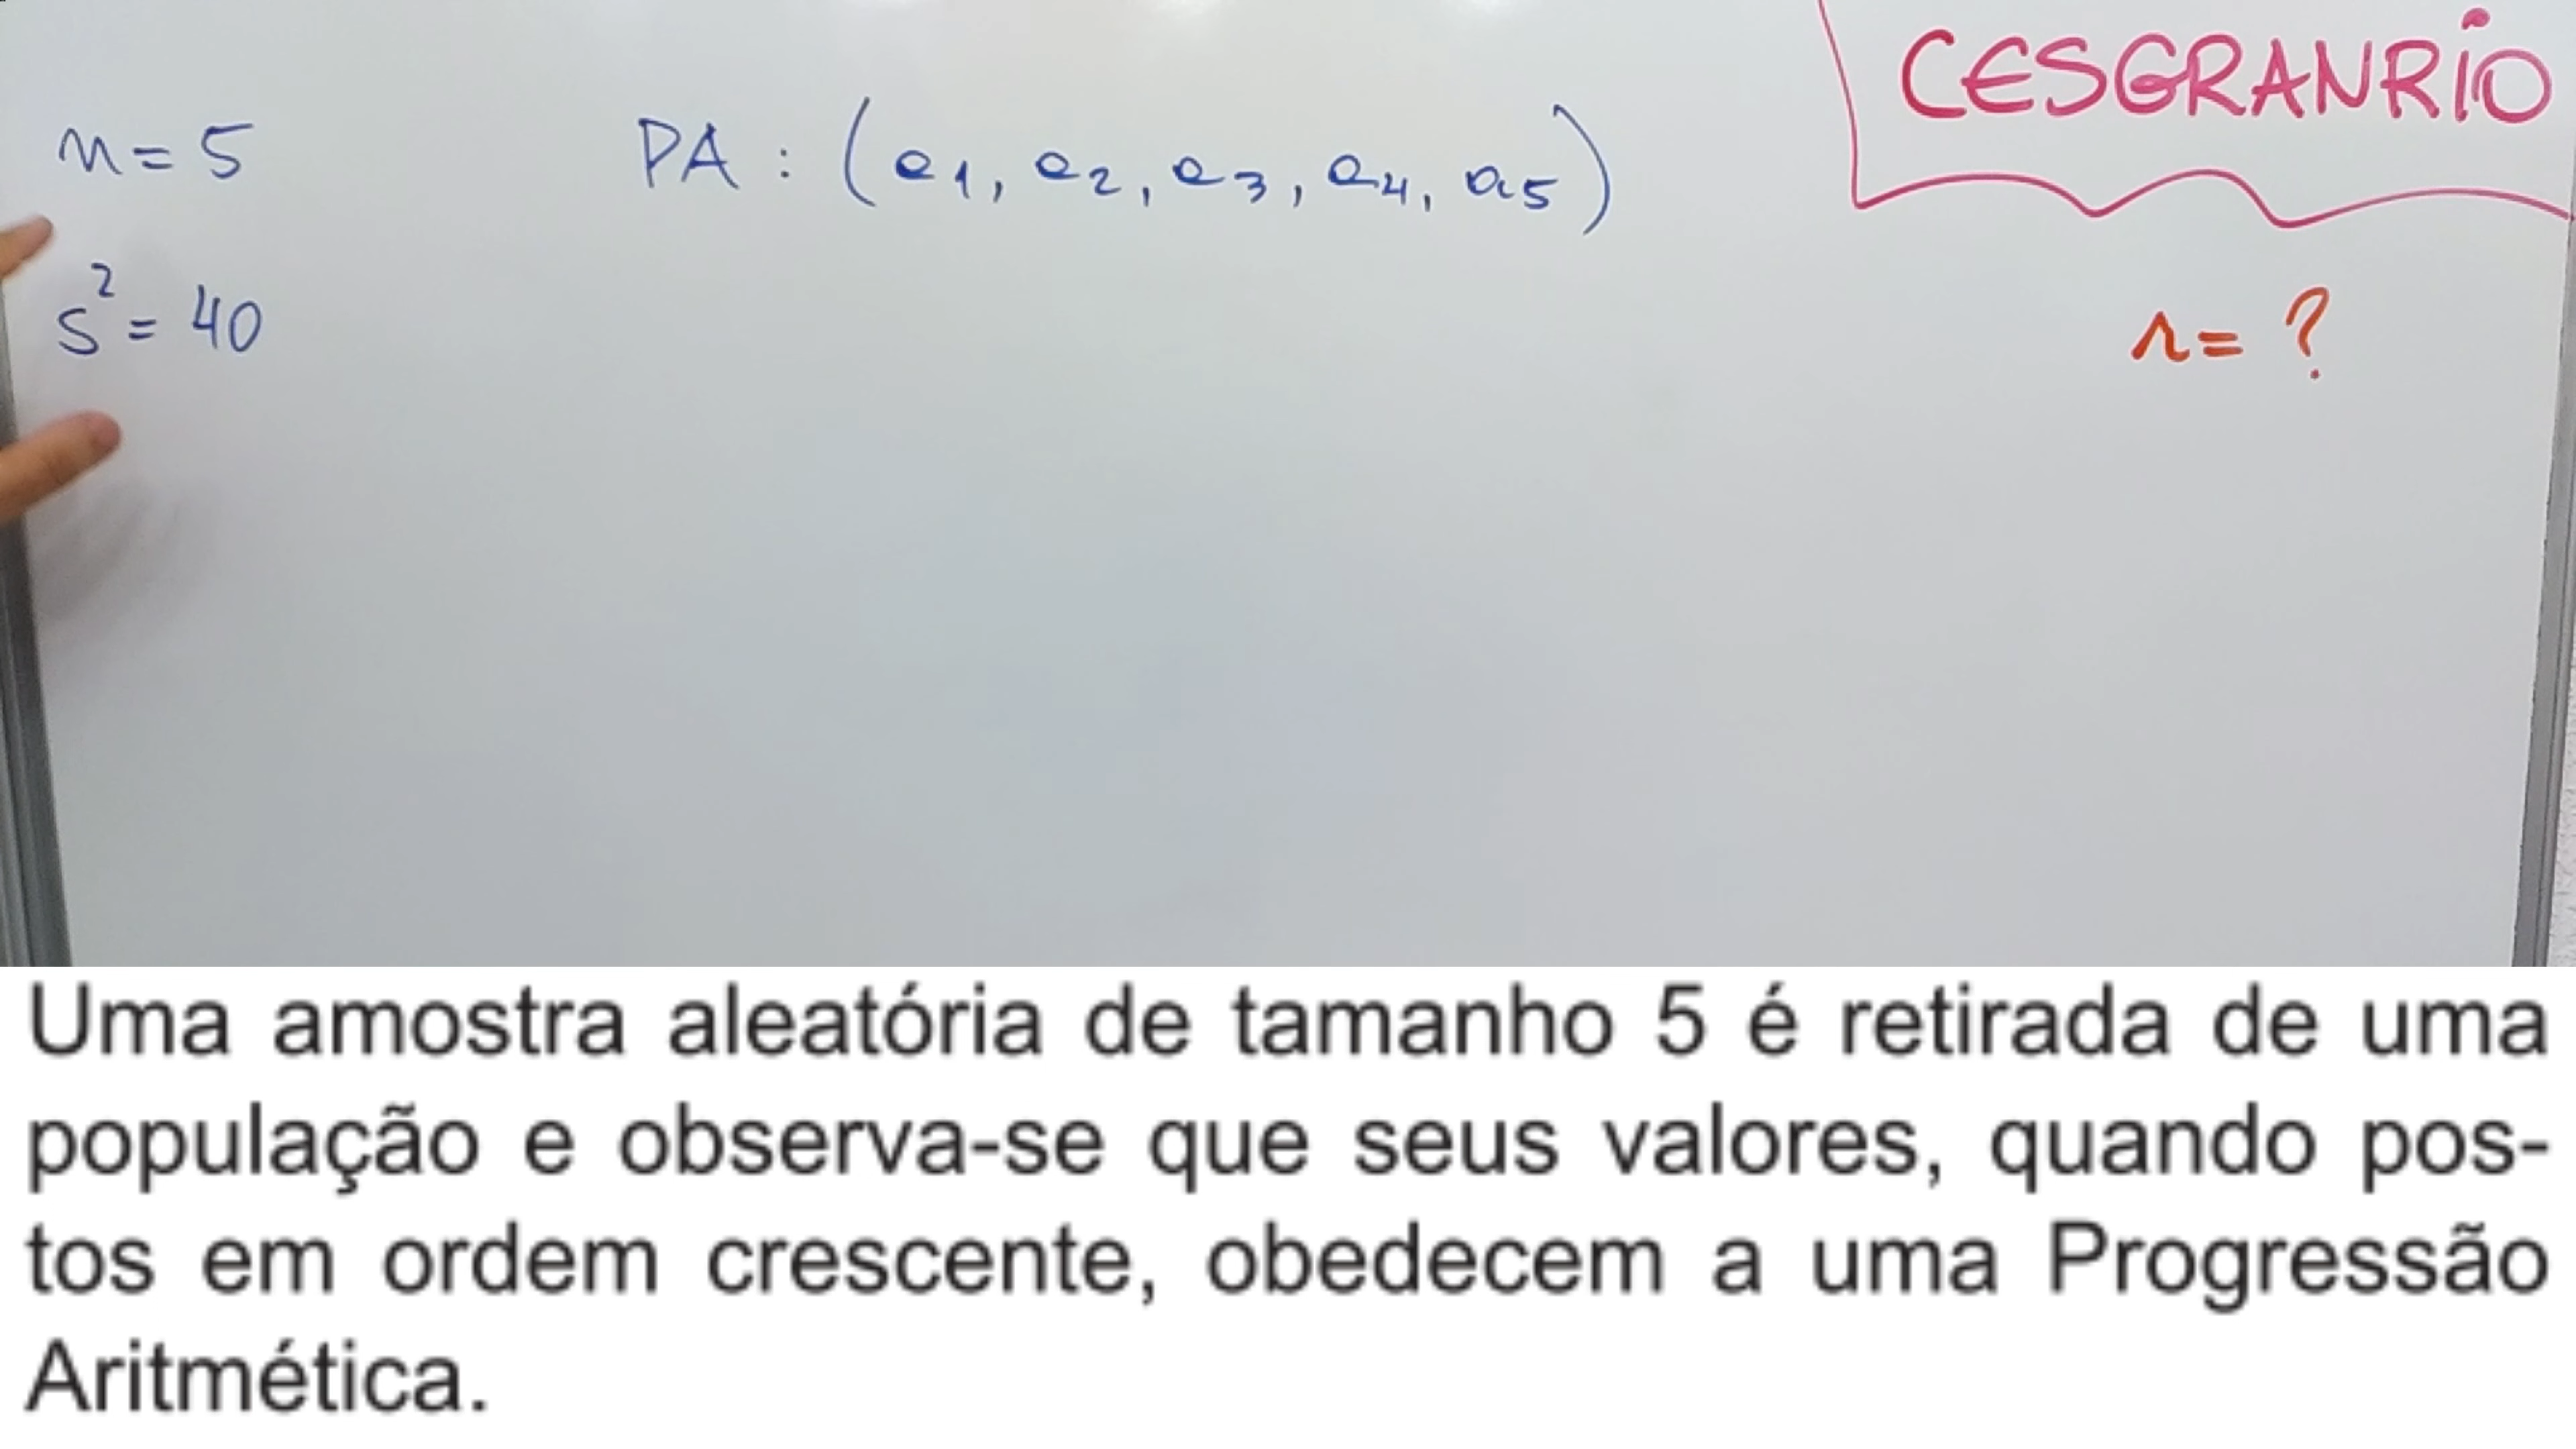 CESGRANRIO
n = 5
PA : (a1, a2, a3, a4, a5)
s² = 40
r = ?
Uma amostra aleatória de tamanho 5 é retirada de uma
população e observa-se que seus valores, quando pos-
tos em ordem crescente, obedecem a uma Progressão
Aritmética.